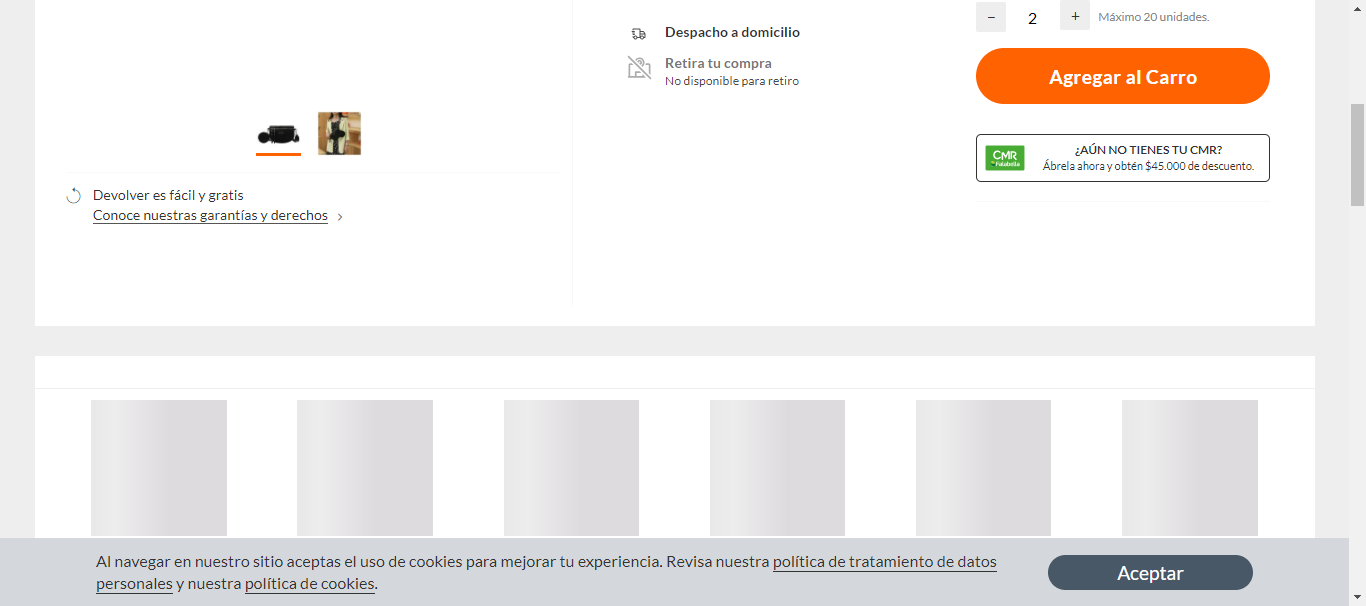 − 2 + Máximo 20 unidades.
Despacho a domicilio
Retira tu compra
No disponible para retiro
Agregar al Carro
CMR
Falabella
¿AÚN NO TIENES TU CMR?
Ábrela ahora y obtén $45.000 de descuento.
Devolver es fácil y gratis
Conoce nuestras garantías y derechos
Al navegar en nuestro sitio aceptas el uso de cookies para mejorar tu experiencia. Revisa nuestra política de tratamiento de datos
personales y nuestra política de cookies.
Aceptar